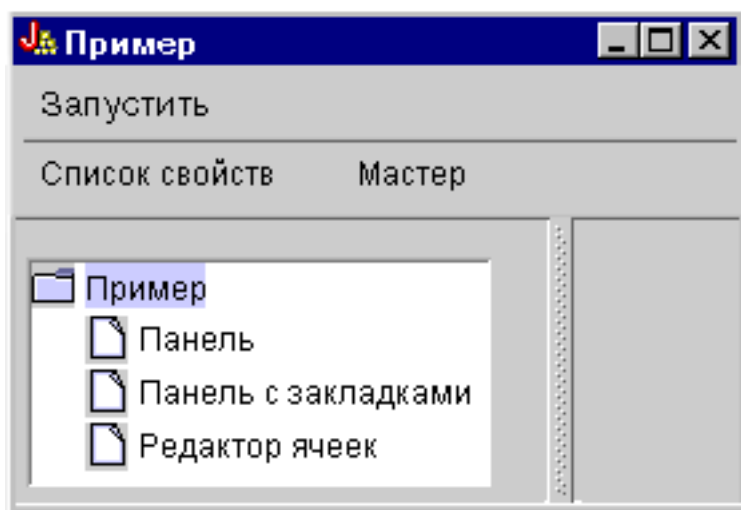 Пример
Запустить
Список свойств Мастер
Пример
Панель
Панель с закладками
Редактор ячеек